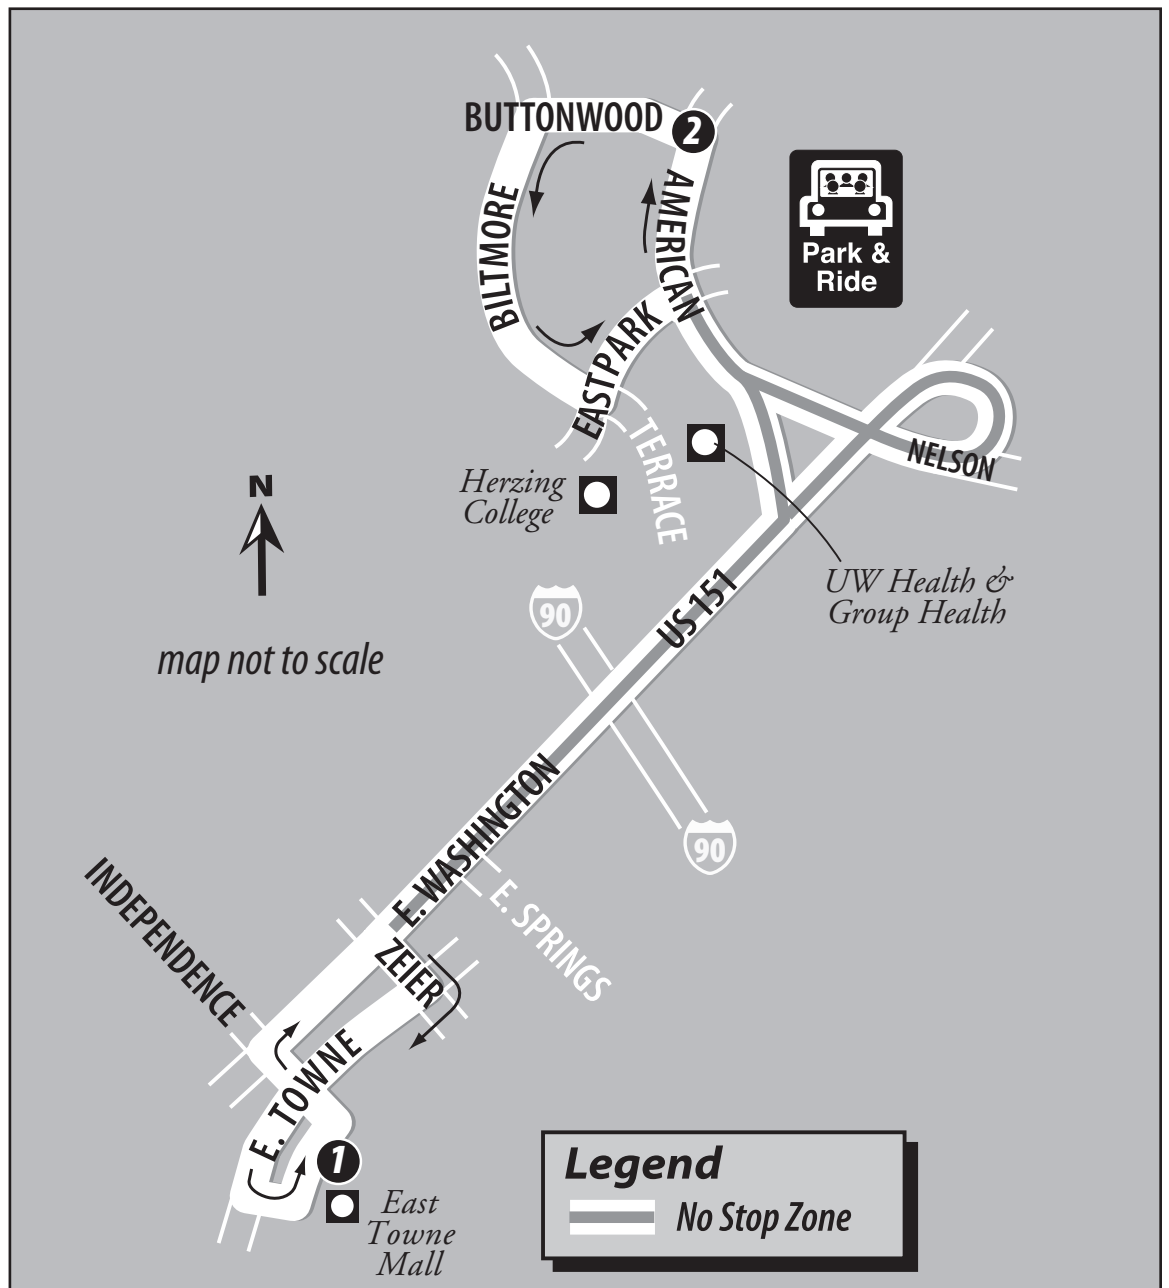 BUTTONWOOD
2
AMERICAN
BILTMORE
Park &
Ride
EASTPARK
TERRACE
NELSON
Herzing
College
N
UW Health &
Group Health
90
US 151
map not to scale
E. WASHINGTON
90
INDEPENDENCE
E. SPRINGS
ZEIER
E. TOWNE
1
East
Towne
Mall
Legend
No Stop Zone